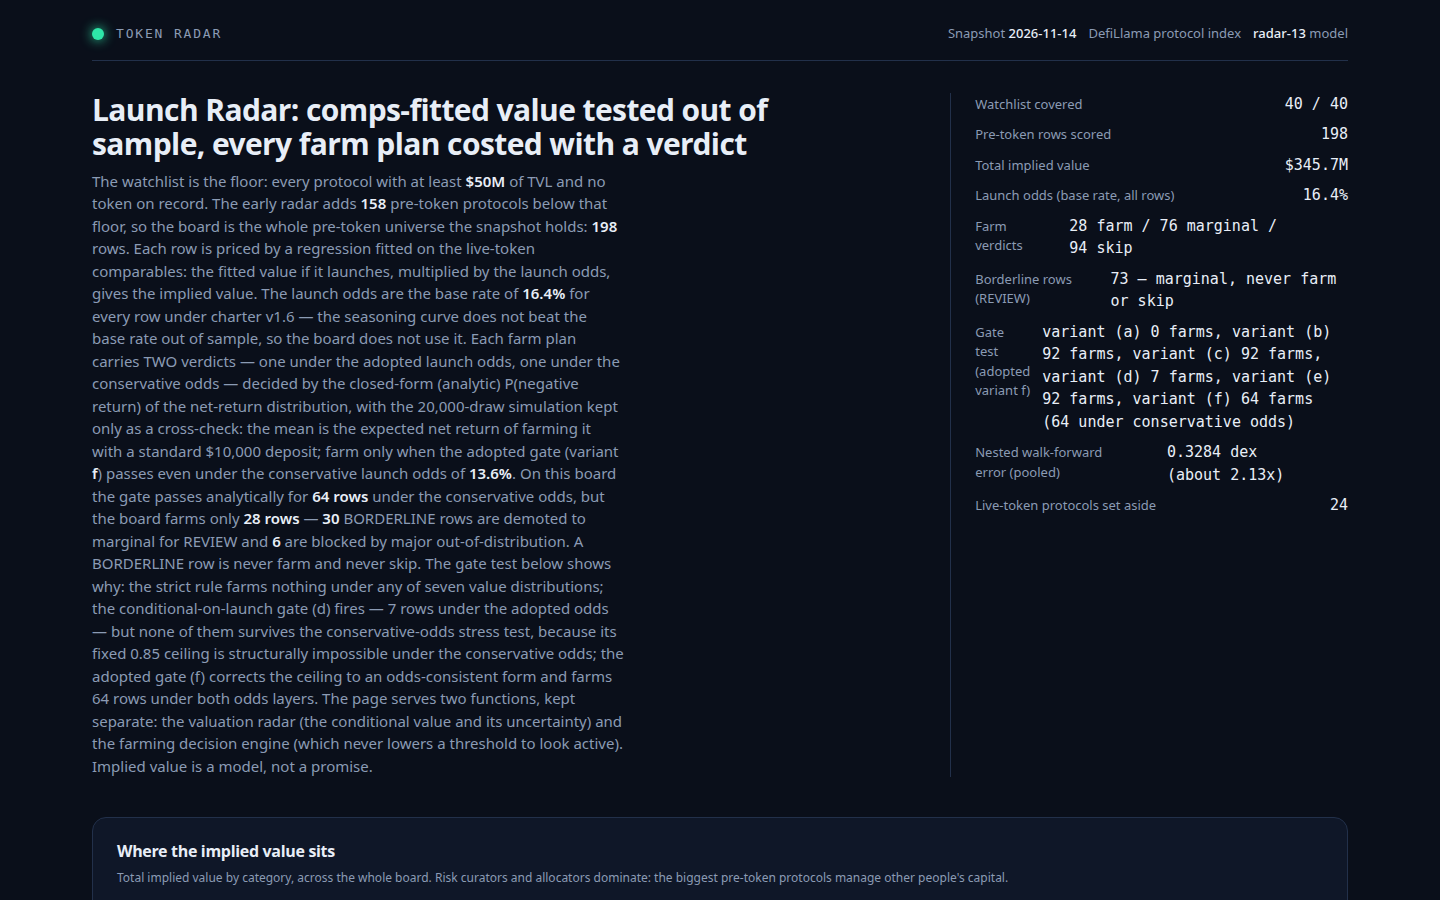 TOKEN RADAR
Snapshot 2026-11-14 DefiLlama protocol index radar-13 model
Launch Radar: comps-fitted value tested out of
sample, every farm plan costed with a verdict
The watchlist is the floor: every protocol with at least $50M of TVL and no
token on record. The early radar adds 158 pre-token protocols below that
floor, so the board is the whole pre-token universe the snapshot holds: 198
rows. Each row is priced by a regression fitted on the live-token
comparables: the fitted value if it launches, multiplied by the launch odds,
gives the implied value. The launch odds are the base rate of 16.4% for
every row under charter v1.6 — the seasoning curve does not beat the
base rate out of sample, so the board does not use it. Each farm plan
carries TWO verdicts — one under the adopted launch odds, one under the
conservative odds — decided by the closed-form (analytic) P(negative
return) of the net-return distribution, with the 20,000-draw simulation kept
only as a cross-check: the mean is the expected net return of farming it
with a standard $10,000 deposit; farm only when the adopted gate (variant
f) passes even under the conservative launch odds of 13.6%. On this board
the gate passes analytically for 64 rows under the conservative odds, but
the board farms only 28 rows — 30 BORDERLINE rows are demoted to
marginal for REVIEW and 6 are blocked by major out-of-distribution. A
BORDERLINE row is never farm and never skip. The gate test below shows
why: the strict rule farms nothing under any of seven value distributions;
the conditional-on-launch gate (d) fires — 7 rows under the adopted odds
— but none of them survives the conservative-odds stress test, because its
fixed 0.85 ceiling is structurally impossible under the conservative odds; the
adopted gate (f) corrects the ceiling to an odds-consistent form and farms
64 rows under both odds layers. The page serves two functions, kept
separate: the valuation radar (the conditional value and its uncertainty) and
the farming decision engine (which never lowers a threshold to look active).
Implied value is a model, not a promise.
Watchlist covered 40 / 40
Pre-token rows scored 198
Total implied value $345.7M
Launch odds (base rate, all rows) 16.4%
Farm 28 farm / 76 marginal /
verdicts 94 skip
Borderline rows 73 — marginal, never farm
(REVIEW) or skip
Gate variant (a) 0 farms, variant (b)
test 92 farms, variant (c) 92 farms,
(adopted variant (d) 7 farms, variant (e)
variant f) 92 farms, variant (f) 64 farms
(64 under conservative odds)
Nested walk-forward 0.3284 dex
error (pooled) (about 2.13x)
Live-token protocols set aside 24
Where the implied value sits
Total implied value by category, across the whole board. Risk curators and allocators dominate: the biggest pre-token protocols manage other people's capital.